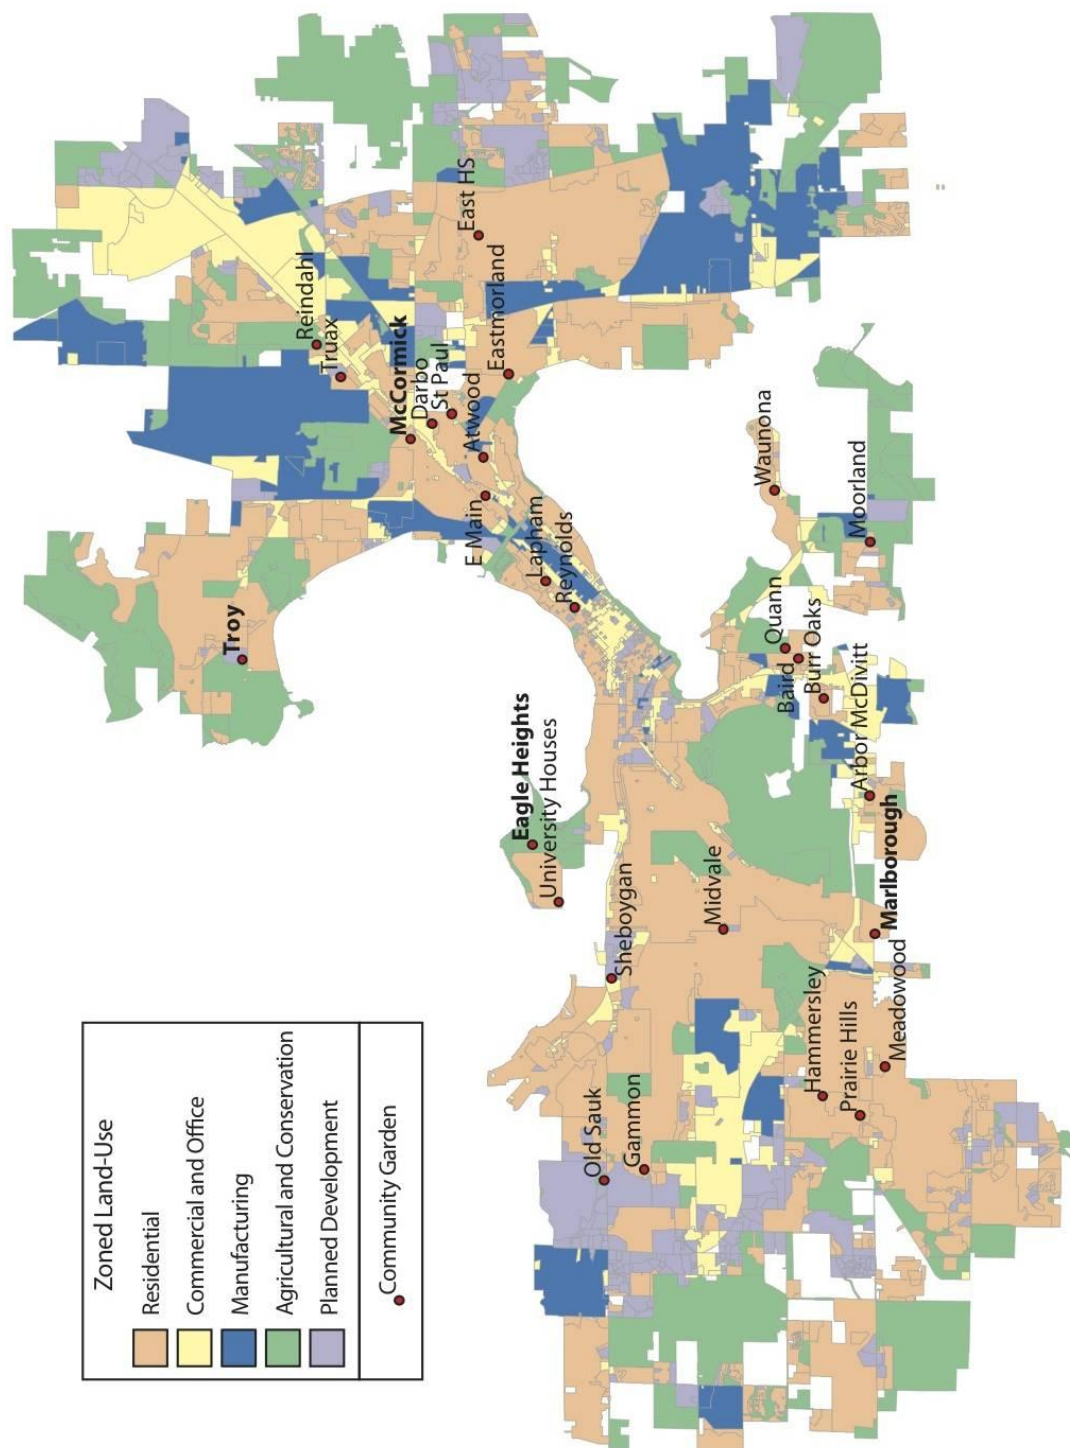 Zoned Land-Use
Residential
Commercial and Office
Manufacturing
Agricultural and Conservation
Planned Development
Community Garden
Troy
Reindahl
Truax
McCormick
Darbo
St Paul
Atwood
E Main
East HS
Eastmorland
Lapham
Reynolds
Eagle Heights
University Houses
Sheboygan
Midvale
Old Sauk
Gammon
Hammersley
Prairie Hills
Meadowood
Marlborough
Arbor McDivitt
Burr Oaks
Baird
Quann
Waunona
Moorland